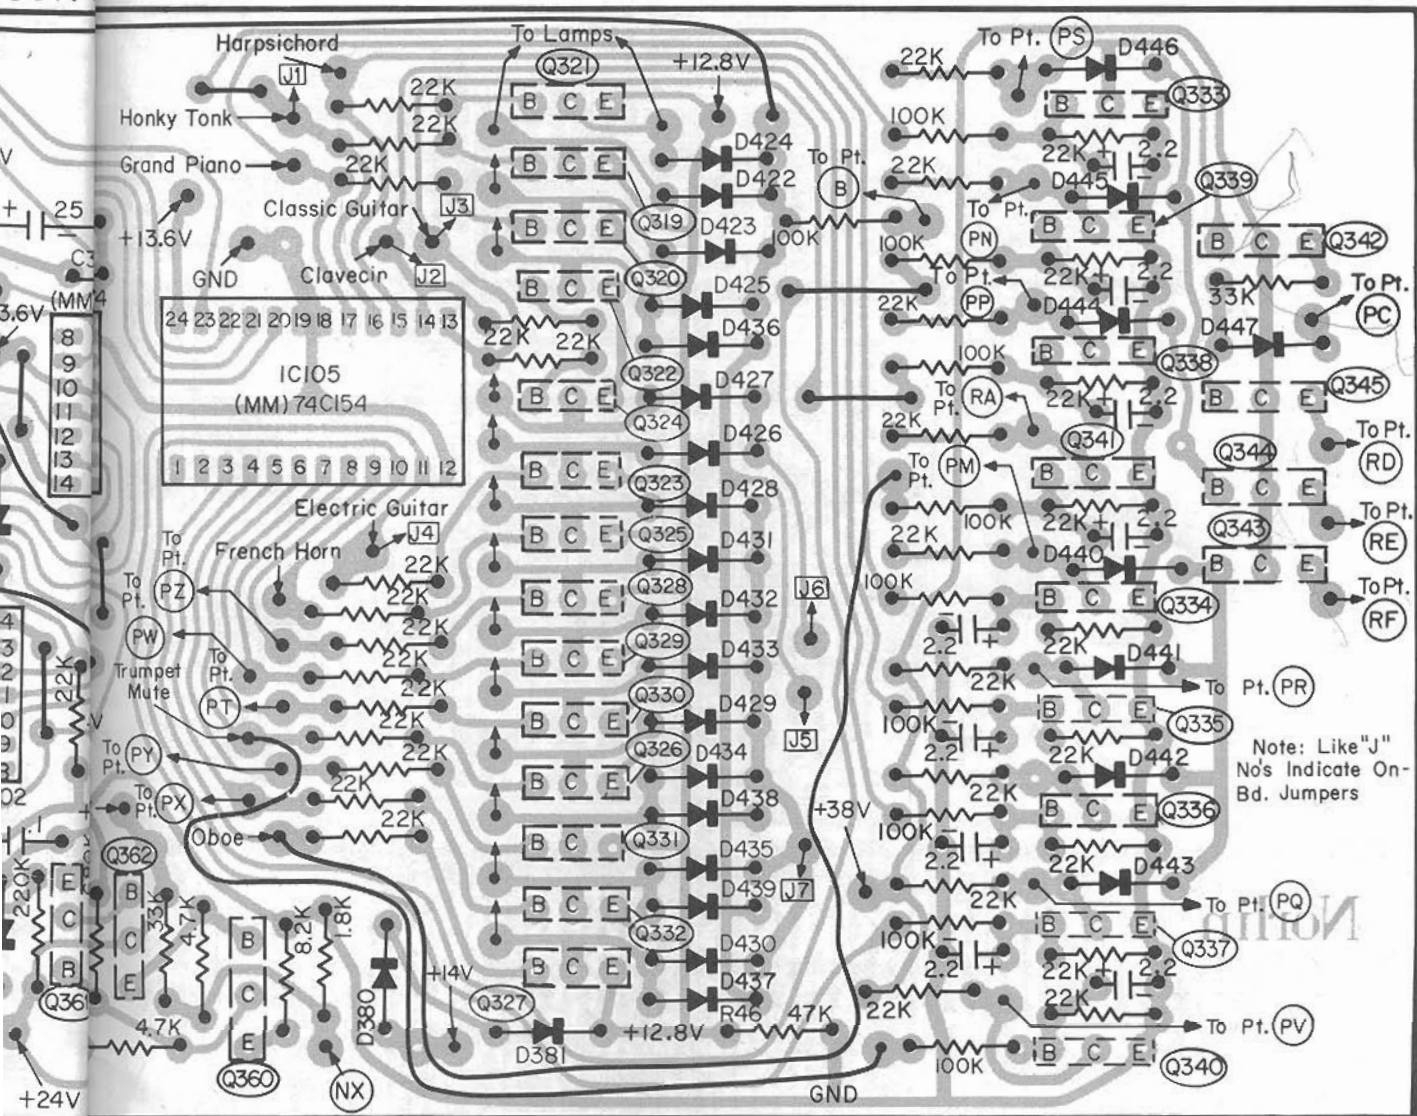 Harpsichord
J1
Honky Tonk
Grand Piano
+13.6V
GND
Classic Guitar
J3
Clavecin
J2
22K
22K
22K
To Lamps
Q321
B C E
+12.8V
D424
D422
D423
Q319
B C E
Q320
B C E
D425
D436
Q322
B C E
D427
Q324
B C E
D426
Q323
B C E
D428
Q325
B C E
D431
Q328
B C E
D432
Q329
B C E
D433
Q330
B C E
D429
Q326
D434
B C E
D438
Q331
B C E
D435
D439
Q332
B C E
D430
D437
Q327
B C E
D381
+12.8V
R46
47K
22K
22K
24 23 22 21 20 19 18 17 16 15 14 13
IC105
(MM)74C154
1 2 3 4 5 6 7 8 9 10 11 12
Electric Guitar
J4
French Horn
To Pt. PZ
To Pt. PW
To Pt. PT
Trumpet Mute
To Pt. PY
To Pt. PX
Oboe
22K
22K
22K
22K
22K
22K
22K
22K
22K
Q362
B
C
E
33K
4.7K
4.7K
Q360
B
C
E
8.2K
1.8K
D380
NX
+14V
+24V
220K
E
C
B
Q361
22K
.1
25
+
C3
(MM4
3.6V
8
9
10
11
12
13
14
To Pt. B
100K
J6
J5
J7
+38V
GND
22K
To Pt. PS
D446
Q333
B C E
100K
22K
2.2
22K
To Pt. PN
D445
Q339
B C E
100K
22K
2.2
To Pt. PP
22K
D444
Q338
B C E
100K
22K
2.2
To Pt. RA
22K
Q341
B C E
To Pt. PM
100K
22K
2.2
22K
D440
Q334
B C E
100K
2.2
22K
D441
22K
To Pt. PR
Q335
B C E
100K
2.2
22K
D442
22K
Q336
B C E
100K
2.2
22K
D443
22K
To Pt. PQ
Q337
B C E
100K
2.2
22K
2.2
22K
22K
To Pt. PV
Q340
B C E
100K
Q342
B C E
33K
To Pt. PC
D447
Q345
B C E
To Pt. RD
Q344
B C E
To Pt. RE
Q343
B C E
To Pt. RF
Note: Like "J"
No's Indicate On-
Bd. Jumpers